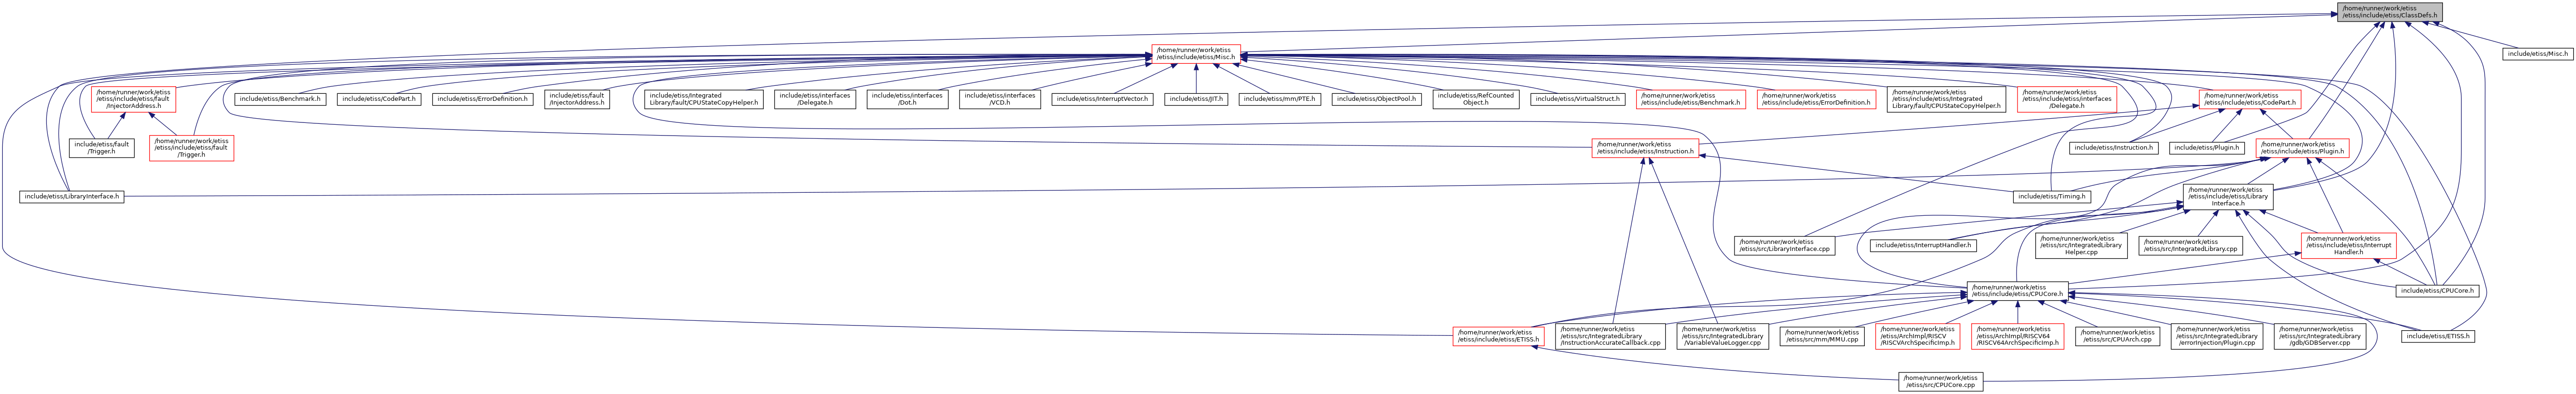 /home/runner/work/etiss
/etiss/include/etiss/ClassDefs.h
/home/runner/work/etiss
/etiss/include/etiss/Misc.h
include/etiss/Misc.h
/home/runner/work/etiss
/etiss/include/etiss/fault
/InjectorAddress.h
include/etiss/Benchmark.h
include/etiss/CodePart.h
include/etiss/ErrorDefinition.h
include/etiss/fault
/InjectorAddress.h
include/etiss/Integrated
Library/fault/CPUStateCopyHelper.h
include/etiss/interfaces
/Delegate.h
include/etiss/interfaces
/Dot.h
include/etiss/interfaces
/VCD.h
include/etiss/InterruptVector.h
include/etiss/JIT.h
include/etiss/mm/PTE.h
include/etiss/ObjectPool.h
include/etiss/RefCounted
Object.h
include/etiss/VirtualStruct.h
/home/runner/work/etiss
/etiss/include/etiss/Benchmark.h
/home/runner/work/etiss
/etiss/include/etiss/ErrorDefinition.h
/home/runner/work/etiss
/etiss/include/etiss/Integrated
Library/fault/CPUStateCopyHelper.h
/home/runner/work/etiss
/etiss/include/etiss/interfaces
/Delegate.h
/home/runner/work/etiss
/etiss/include/etiss/CodePart.h
include/etiss/fault
/Trigger.h
/home/runner/work/etiss
/etiss/include/etiss/fault
/Trigger.h
/home/runner/work/etiss
/etiss/include/etiss/Instruction.h
include/etiss/Instruction.h
include/etiss/Plugin.h
/home/runner/work/etiss
/etiss/include/etiss/Plugin.h
include/etiss/LibraryInterface.h
include/etiss/Timing.h
/home/runner/work/etiss
/etiss/include/etiss/Library
Interface.h
/home/runner/work/etiss
/etiss/src/LibraryInterface.cpp
include/etiss/InterruptHandler.h
/home/runner/work/etiss
/etiss/src/IntegratedLibrary
Helper.cpp
/home/runner/work/etiss
/etiss/src/IntegratedLibrary.cpp
/home/runner/work/etiss
/etiss/include/etiss/Interrupt
Handler.h
/home/runner/work/etiss
/etiss/include/etiss/CPUCore.h
include/etiss/CPUCore.h
/home/runner/work/etiss
/etiss/include/etiss/ETISS.h
/home/runner/work/etiss
/etiss/src/IntegratedLibrary
/InstructionAccurateCallback.cpp
/home/runner/work/etiss
/etiss/src/IntegratedLibrary
/VariableValueLogger.cpp
/home/runner/work/etiss
/etiss/src/mm/MMU.cpp
/home/runner/work/etiss
/etiss/ArchImpl/RISCV
/RISCVArchSpecificImp.h
/home/runner/work/etiss
/etiss/ArchImpl/RISCV64
/RISCV64ArchSpecificImp.h
/home/runner/work/etiss
/etiss/src/CPUArch.cpp
/home/runner/work/etiss
/etiss/src/IntegratedLibrary
/errorInjection/Plugin.cpp
/home/runner/work/etiss
/etiss/src/IntegratedLibrary
/gdb/GDBServer.cpp
include/etiss/ETISS.h
/home/runner/work/etiss
/etiss/src/CPUCore.cpp